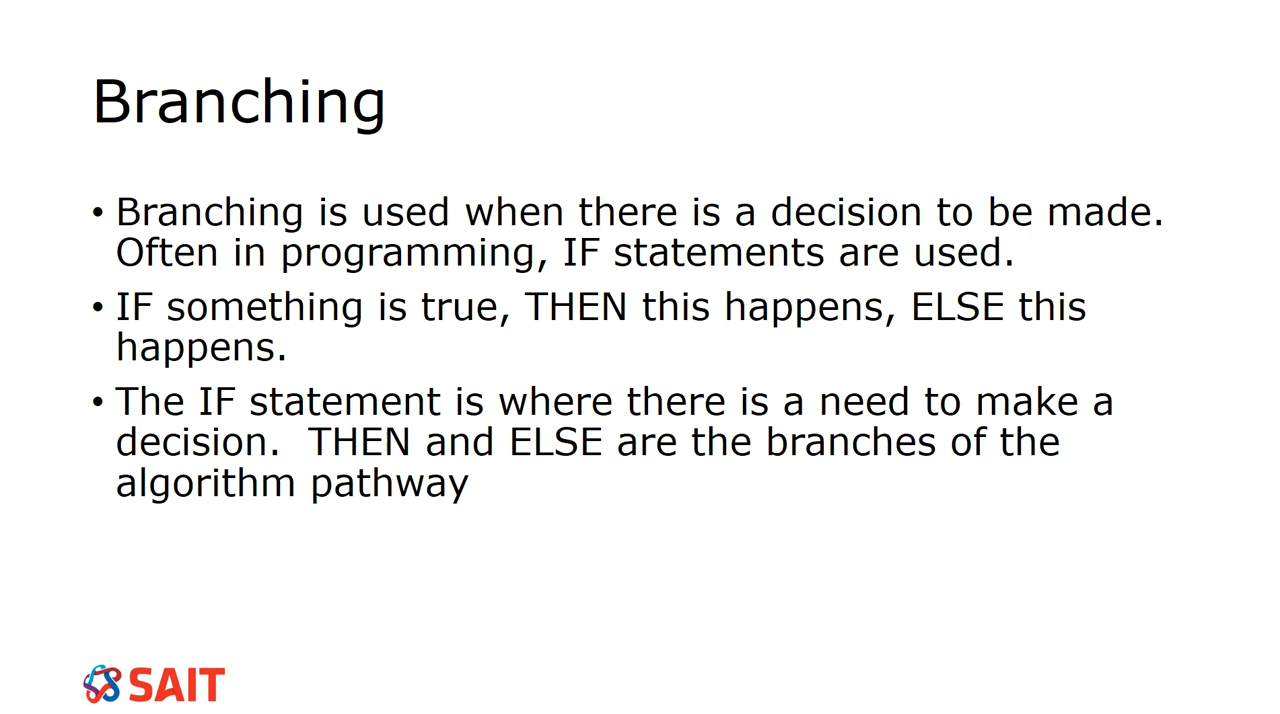 Branching
• Branching is used when there is a decision to be made.
Often in programming, IF statements are used.
• IF something is true, THEN this happens, ELSE this
happens.
• The IF statement is where there is a need to make a
decision.  THEN and ELSE are the branches of the
algorithm pathway
SAIT